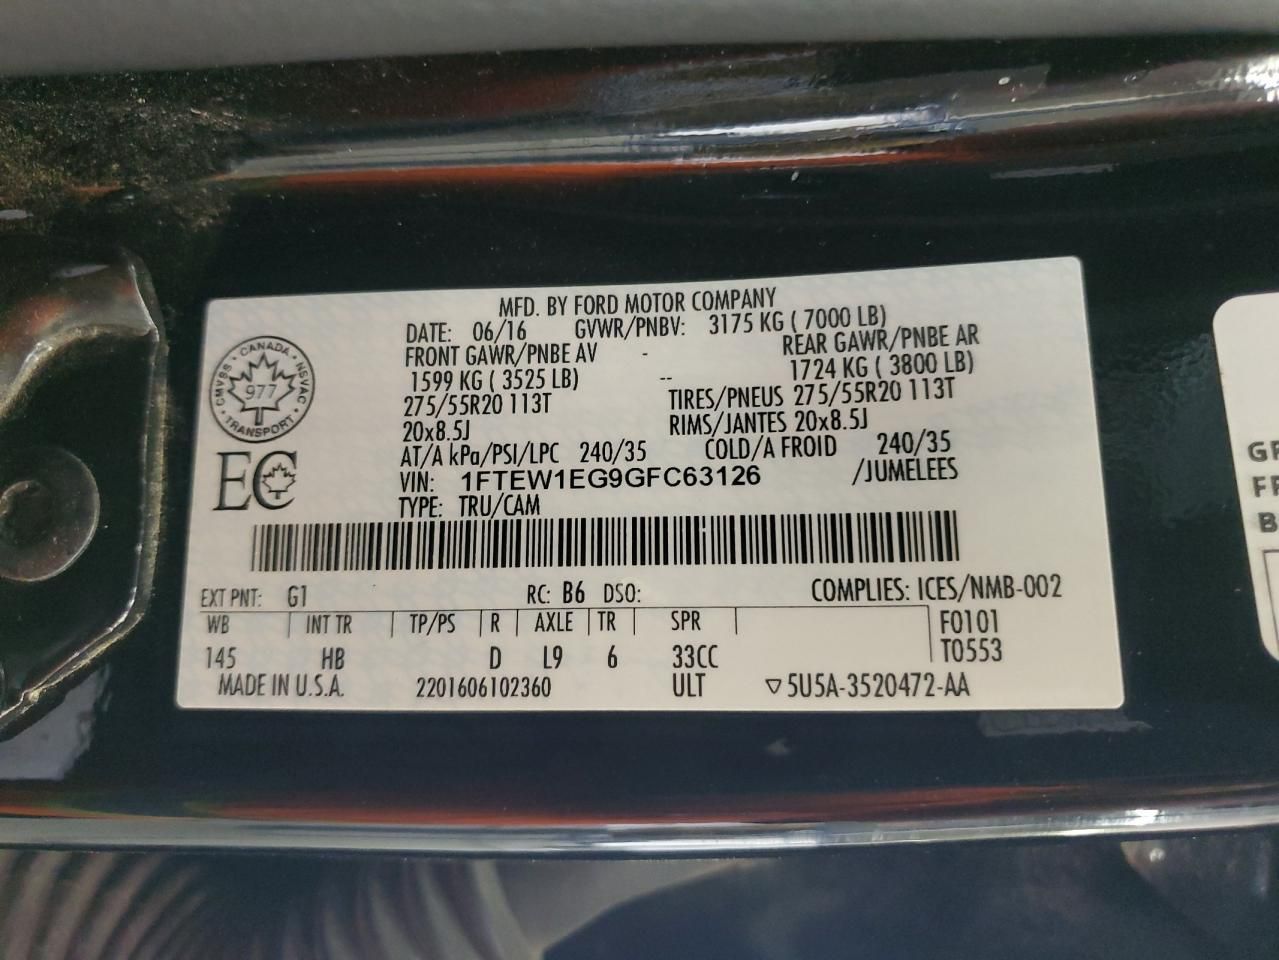 MFD. BY FORD MOTOR COMPANY
DATE: 06/16 GVWR/PNBV: 3175 KG ( 7000 LB)
FRONT GAWR/PNBE AV - REAR GAWR/PNBE AR
1599 KG ( 3525 LB) -- 1724 KG ( 3800 LB)
275/55R20 113T TIRES/PNEUS 275/55R20 113T
20x8.5J RIMS/JANTES 20x8.5J
AT/A kPa/PSI/LPC 240/35 COLD/A FROID 240/35
VIN: 1FTEW1EG9GFC63126 /JUMELEES
TYPE: TRU/CAM
CANADA
CMVSS NSVAC
977
TRANSPORT
EC
EXT PNT: G1 RC: B6 DSO: COMPLIES: ICES/NMB-002
WB INT TR TP/PS R AXLE TR SPR F0101
145 HB D L9 6 33CC T0553
MADE IN U.S.A. 2201606102360 ULT ▽5U5A-3520472-AA